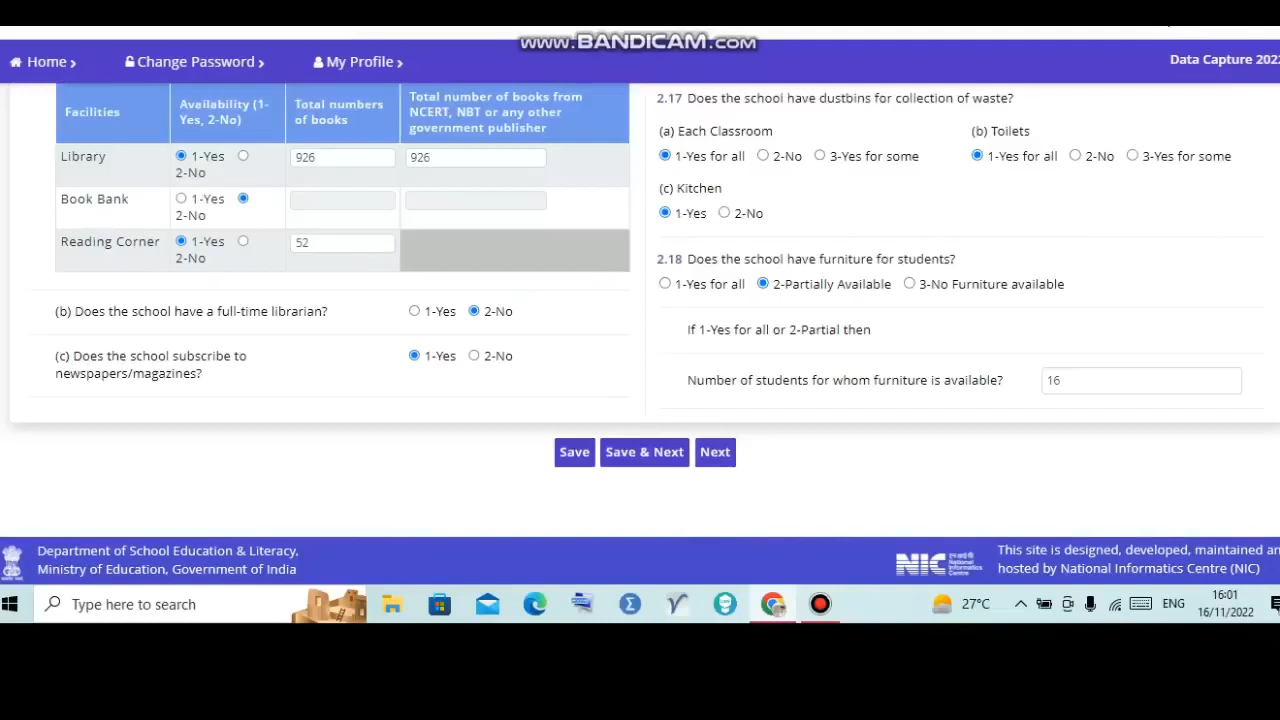 www.BANDICAM.com
Home
Change Password
My Profile
Data Capture 202
Facilities
Availability (1-
Yes, 2-No)
Total numbers
of books
Total number of books from
NCERT, NBT or any other
government publisher
Library
1-Yes
2-No
926
926
Book Bank
1-Yes
2-No
Reading Corner
1-Yes
2-No
52
(b) Does the school have a full-time librarian?
1-Yes 2-No
(c) Does the school subscribe to
newspapers/magazines?
1-Yes 2-No
2.17 Does the school have dustbins for collection of waste?
(a) Each Classroom
1-Yes for all 2-No 3-Yes for some
(b) Toilets
1-Yes for all 2-No 3-Yes for some
(c) Kitchen
1-Yes 2-No
2.18 Does the school have furniture for students?
1-Yes for all 2-Partially Available 3-No Furniture available
If 1-Yes for all or 2-Partial then
Number of students for whom furniture is available?
16
Save
Save & Next
Next
Department of School Education & Literacy,
Ministry of Education, Government of India
NIC
National
Informatics
Centre
This site is designed, developed, maintained an
hosted by National Informatics Centre (NIC)
Type here to search
27°C
ENG
16:01
16/11/2022